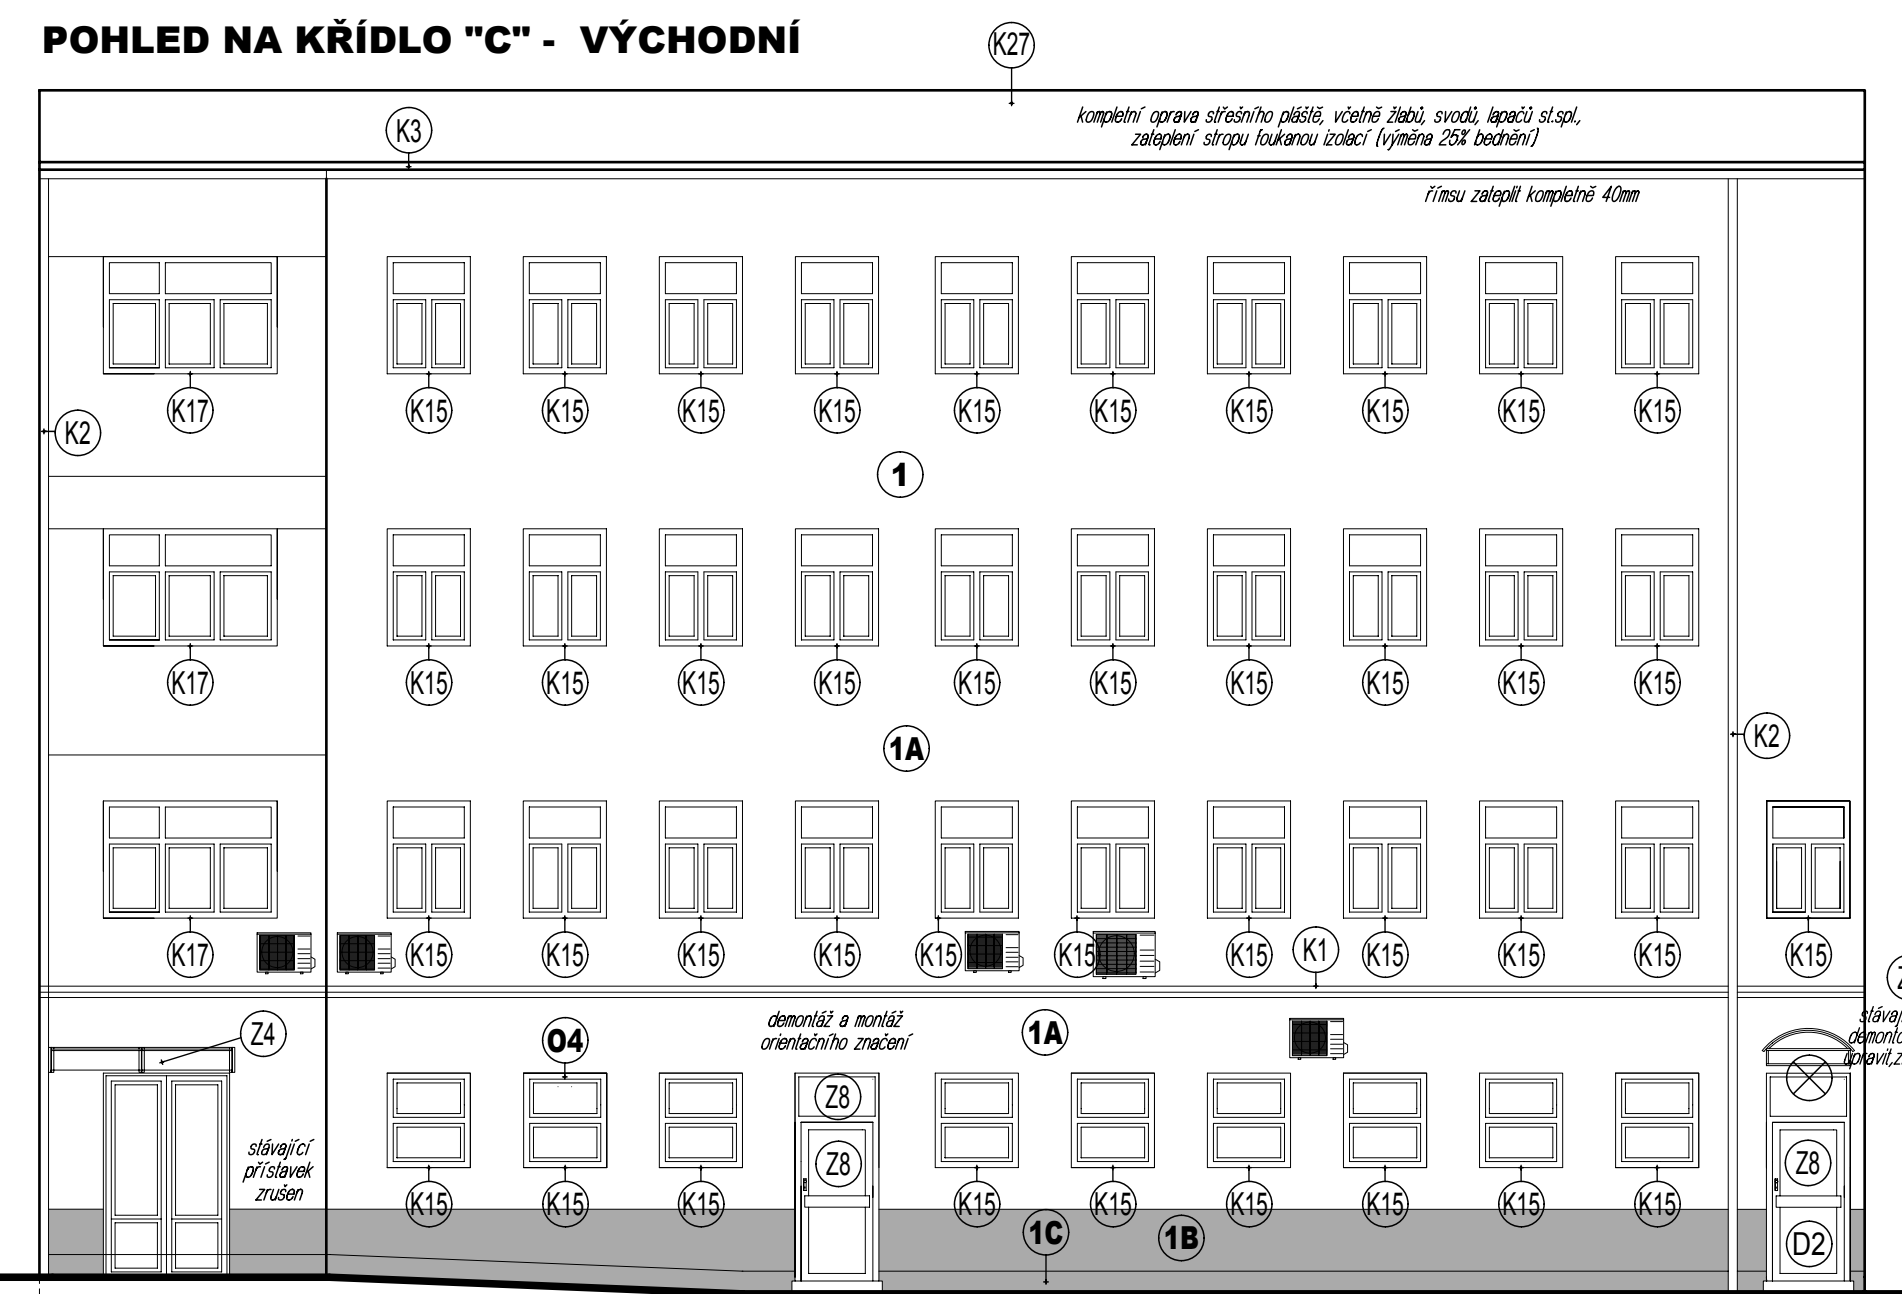 POHLED NA KŘÍDLO "C" - VÝCHODNÍ
K27
K3
kompletní oprava střešního pláště, včetně žlabů, svodů, lapačů st.spl.,
zateplení stropu foukanou izolací (výměna 25% bednění)
římsu zateplit kompletně 40mm
K17 K15 K15 K15 K15 K15 K15 K15 K15 K15 K15
K2
1
K17 K15 K15 K15 K15 K15 K15 K15 K15 K15 K15
1A
K2
K17 K15 K15 K15 K15 K15 K15 K15 K1 K15 K15 K15 K15
Z4
O4
demontáž a montáž
orientačního značení
1A
Z8
stávající
přístavek
zrušen
Z8
Z8
K15 K15 K15 K15 K15 K15 K15 K15 K15
1C
1B
D2